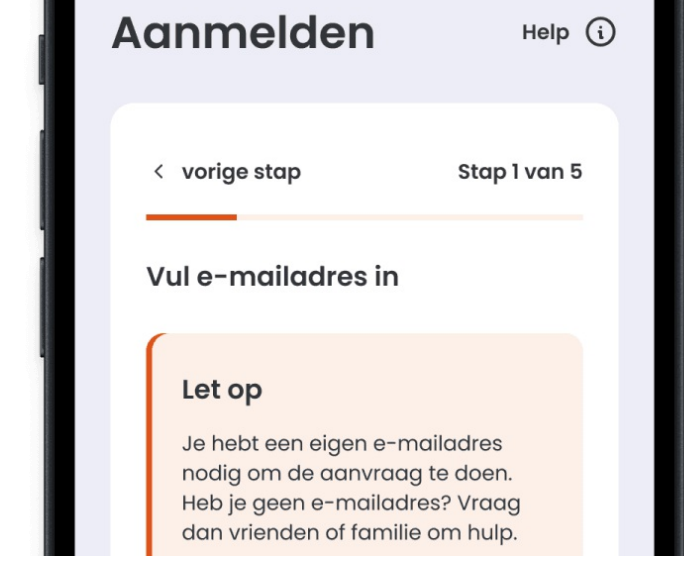 Aanmelden
Help
vorige stap
Stap 1 van 5
Vul e-mailadres in
Let op
Je hebt een eigen e-mailadres
nodig om de aanvraag te doen.
Heb je geen e-mailadres? Vraag
dan vrienden of familie om hulp.